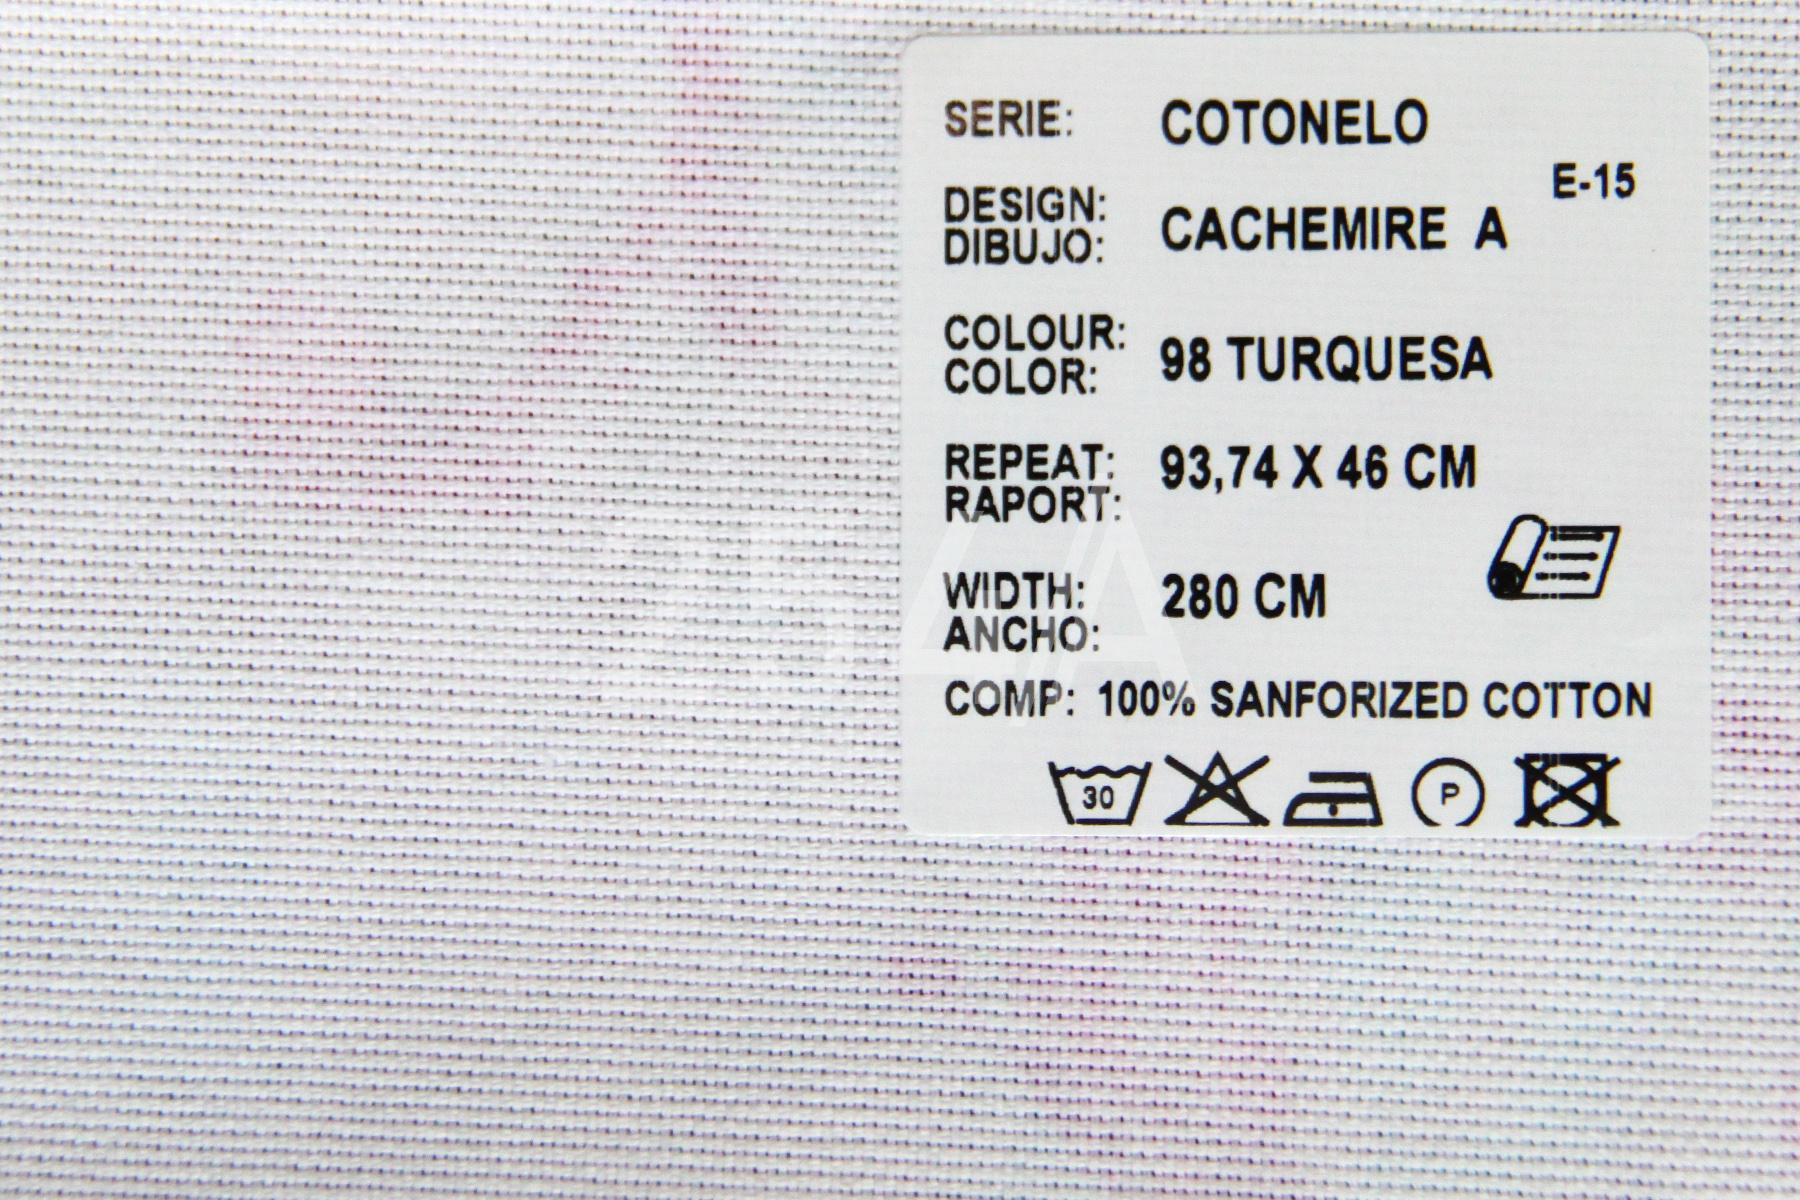 SERIE: COTONELO
E-15
DESIGN:
DIBUJO: CACHEMIRE A
COLOUR:
COLOR: 98 TURQUESA
REPEAT:
RAPORT: 93,74 X 46 CM
WIDTH:
ANCHO: 280 CM
COMP: 100% SANFORIZED COTTON
30 P